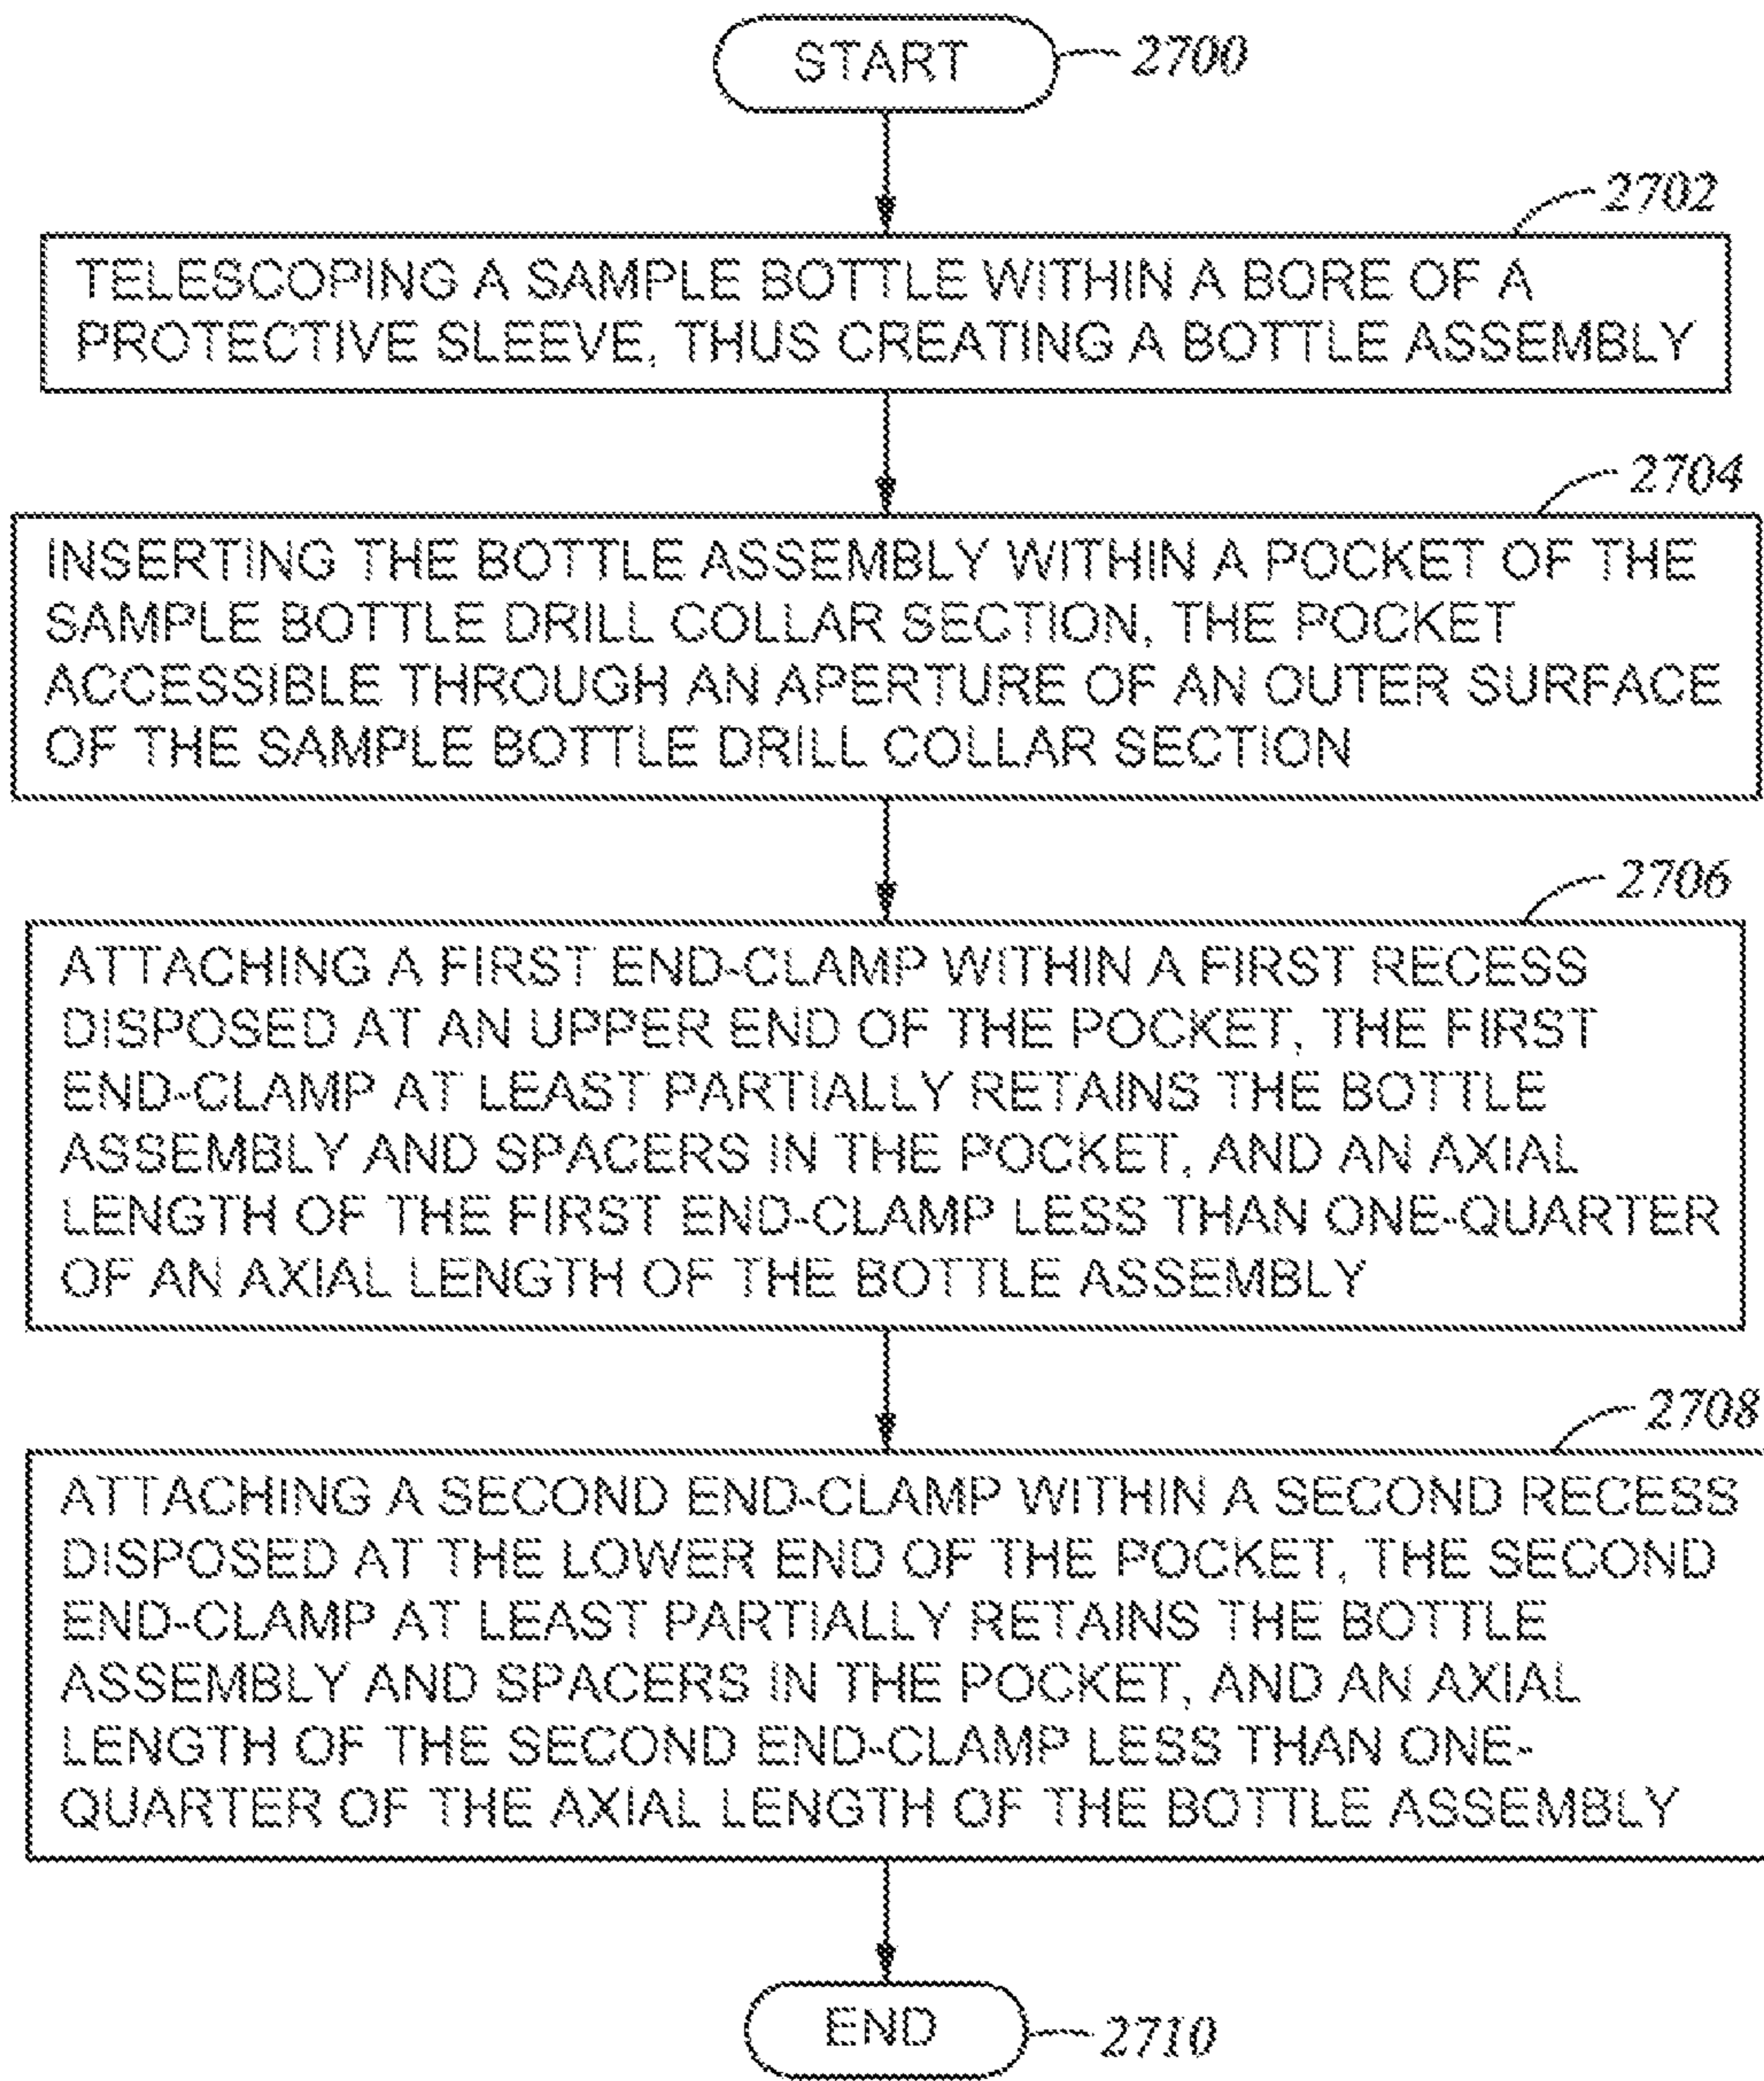 START 2700
2702
TELESCOPING A SAMPLE BOTTLE WITHIN A BORE OF A
PROTECTIVE SLEEVE, THUS CREATING A BOTTLE ASSEMBLY
2704
INSERTING THE BOTTLE ASSEMBLY WITHIN A POCKET OF THE
SAMPLE BOTTLE DRILL COLLAR SECTION, THE POCKET
ACCESSIBLE THROUGH AN APERTURE OF AN OUTER SURFACE
OF THE SAMPLE BOTTLE DRILL COLLAR SECTION
2706
ATTACHING A FIRST END-CLAMP WITHIN A FIRST RECESS
DISPOSED AT AN UPPER END OF THE POCKET, THE FIRST
END-CLAMP AT LEAST PARTIALLY RETAINS THE BOTTLE
ASSEMBLY AND SPACERS IN THE POCKET, AND AN AXIAL
LENGTH OF THE FIRST END-CLAMP LESS THAN ONE-QUARTER
OF AN AXIAL LENGTH OF THE BOTTLE ASSEMBLY
2708
ATTACHING A SECOND END-CLAMP WITHIN A SECOND RECESS
DISPOSED AT THE LOWER END OF THE POCKET, THE SECOND
END-CLAMP AT LEAST PARTIALLY RETAINS THE BOTTLE
ASSEMBLY AND SPACERS IN THE POCKET, AND AN AXIAL
LENGTH OF THE SECOND END-CLAMP LESS THAN ONE-
QUARTER OF THE AXIAL LENGTH OF THE BOTTLE ASSEMBLY
END 2710